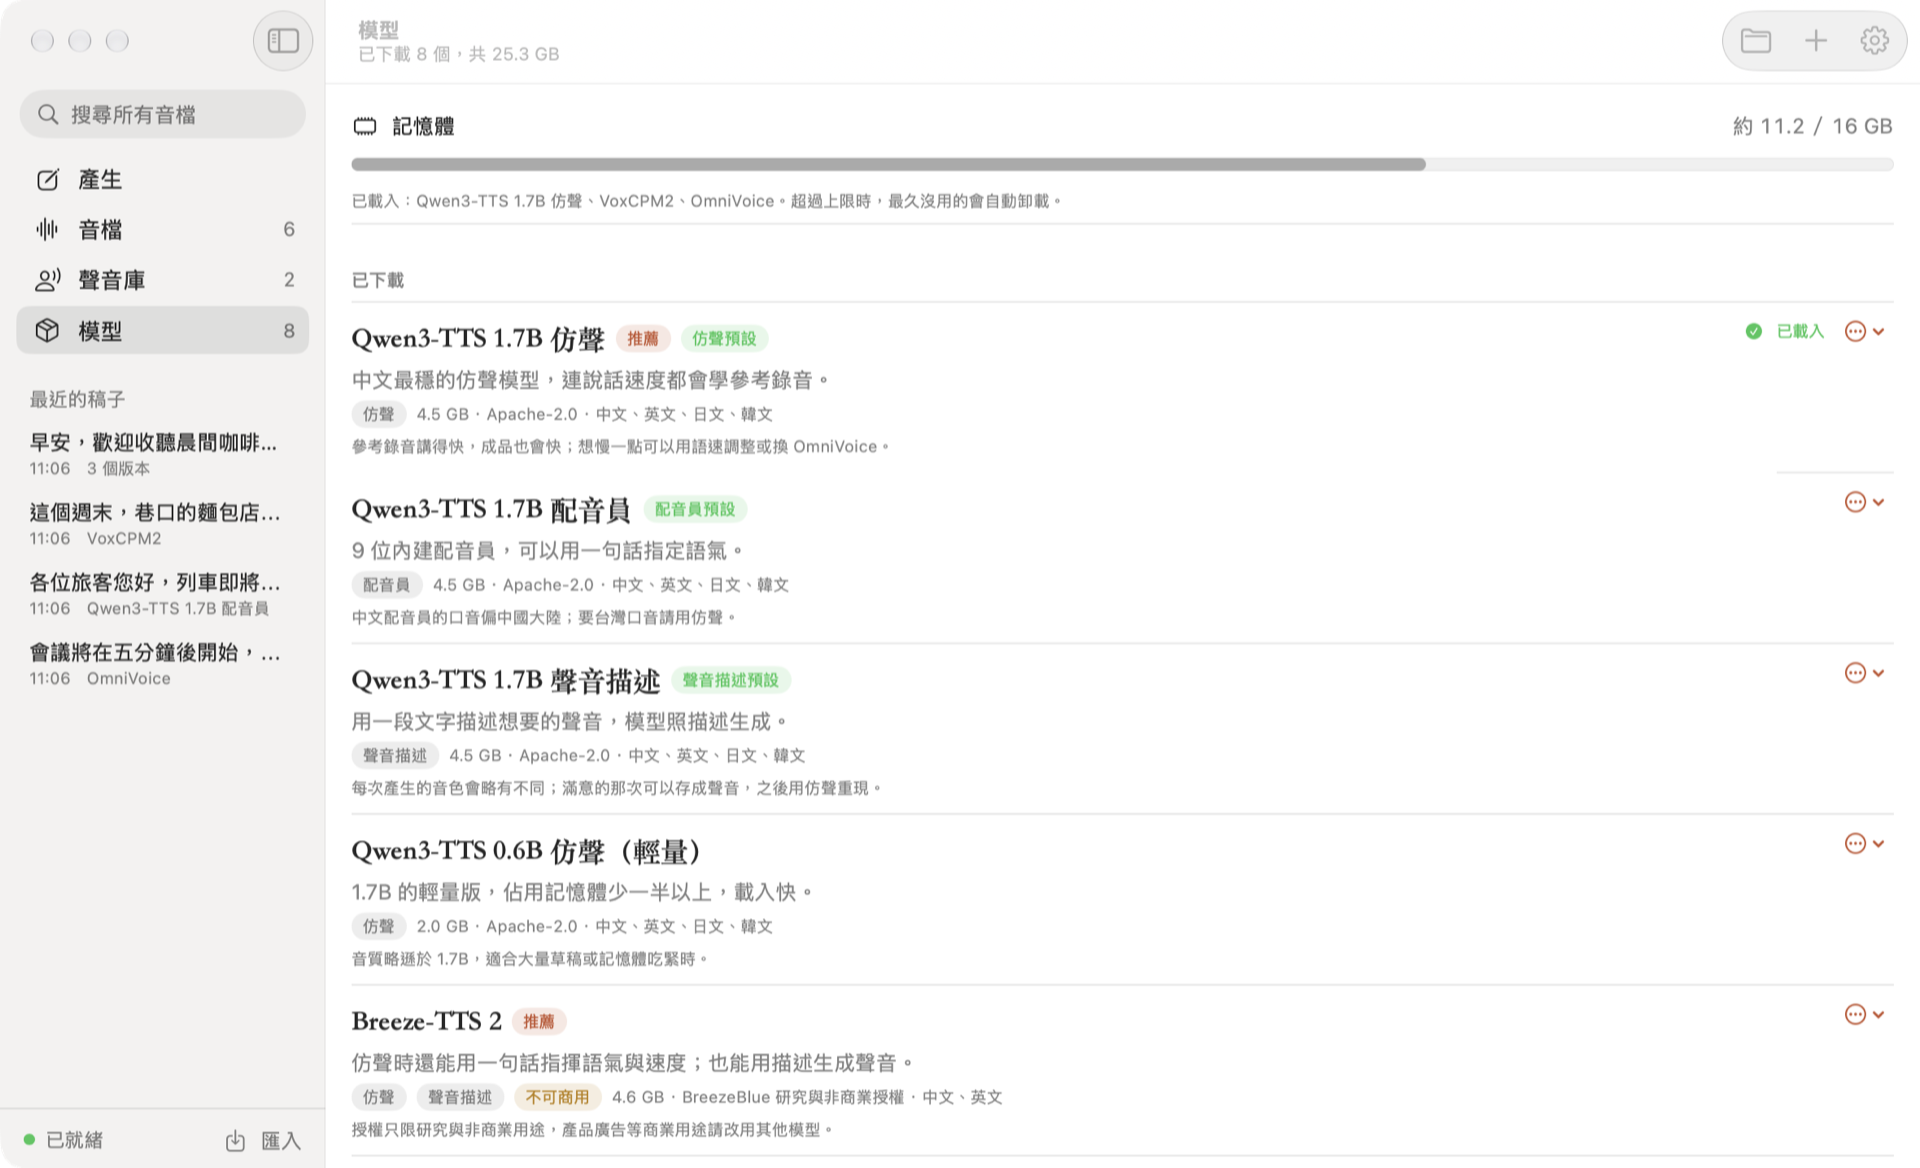 模型
已下載 8 個，共 25.3 GB
搜尋所有音檔
產生
音檔 6
聲音庫 2
模型 8
最近的稿子
早安，歡迎收聽晨間咖啡...
11:06 3 個版本
這個週末，巷口的麵包店...
11:06 VoxCPM2
各位旅客您好，列車即將...
11:06 Qwen3-TTS 1.7B 配音員
會議將在五分鐘後開始，...
11:06 OmniVoice
已就緒 匯入
記憶體 約 11.2 / 16 GB
已載入：Qwen3-TTS 1.7B 仿聲、VoxCPM2、OmniVoice。超過上限時，最久沒用的會自動卸載。
已下載
Qwen3-TTS 1.7B 仿聲 推薦 仿聲預設 已載入
中文最穩的仿聲模型，連說話速度都會學參考錄音。
仿聲 4.5 GB · Apache-2.0 · 中文、英文、日文、韓文
參考錄音講得快，成品也會快；想慢一點可以用語速調整或換 OmniVoice。
Qwen3-TTS 1.7B 配音員 配音員預設
9 位內建配音員，可以用一句話指定語氣。
配音員 4.5 GB · Apache-2.0 · 中文、英文、日文、韓文
中文配音員的口音偏中國大陸；要台灣口音請用仿聲。
Qwen3-TTS 1.7B 聲音描述 聲音描述預設
用一段文字描述想要的聲音，模型照描述生成。
聲音描述 4.5 GB · Apache-2.0 · 中文、英文、日文、韓文
每次產生的音色會略有不同；滿意的那次可以存成聲音，之後用仿聲重現。
Qwen3-TTS 0.6B 仿聲（輕量）
1.7B 的輕量版，佔用記憶體少一半以上，載入快。
仿聲 2.0 GB · Apache-2.0 · 中文、英文、日文、韓文
音質略遜於 1.7B，適合大量草稿或記憶體吃緊時。
Breeze-TTS 2 推薦
仿聲時還能用一句話指揮語氣與速度；也能用描述生成聲音。
仿聲 聲音描述 不可商用 4.6 GB · BreezeBlue 研究與非商業授權 · 中文、英文
授權只限研究與非商業用途，產品廣告等商業用途請改用其他模型。